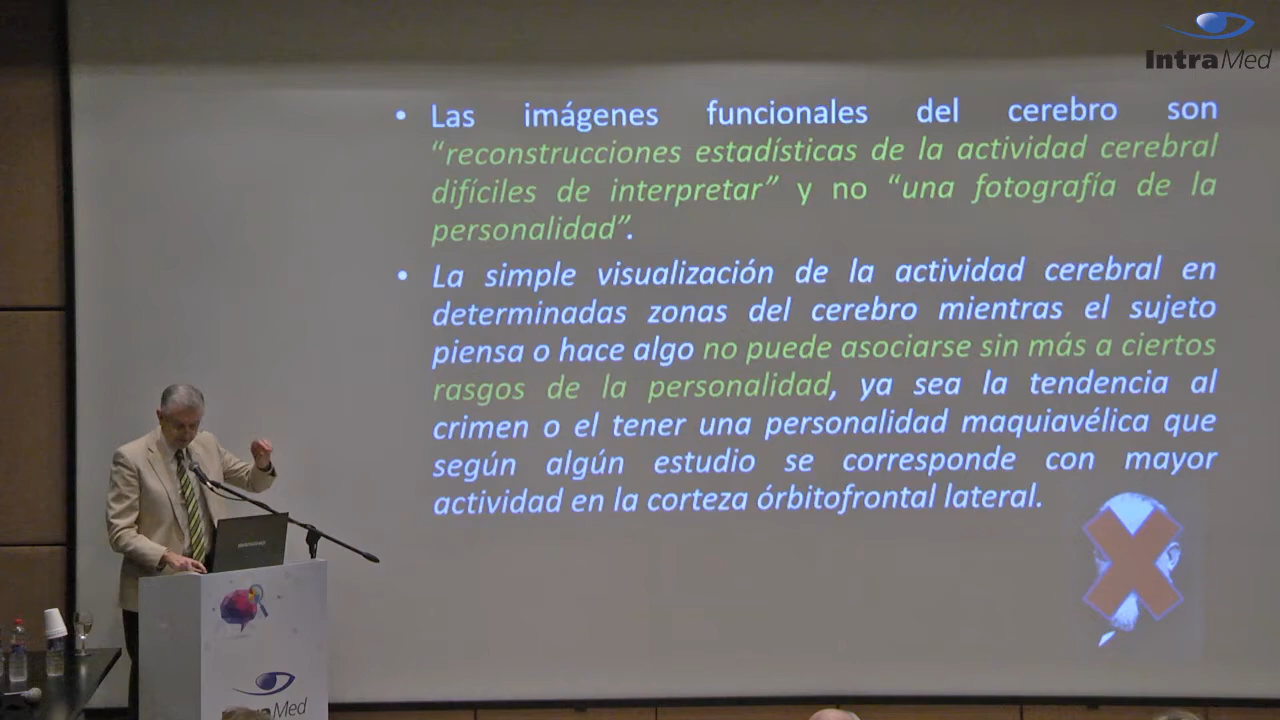 IntraMed
• Las imágenes funcionales del cerebro son
“reconstrucciones estadísticas de la actividad cerebral
difíciles de interpretar” y no “una fotografía de la
personalidad”.
• La simple visualización de la actividad cerebral en
determinadas zonas del cerebro mientras el sujeto
piensa o hace algo no puede asociarse sin más a ciertos
rasgos de la personalidad, ya sea la tendencia al
crimen o el tener una personalidad maquiavélica que
según algún estudio se corresponde con mayor
actividad en la corteza órbitofrontal lateral.
IntraMed